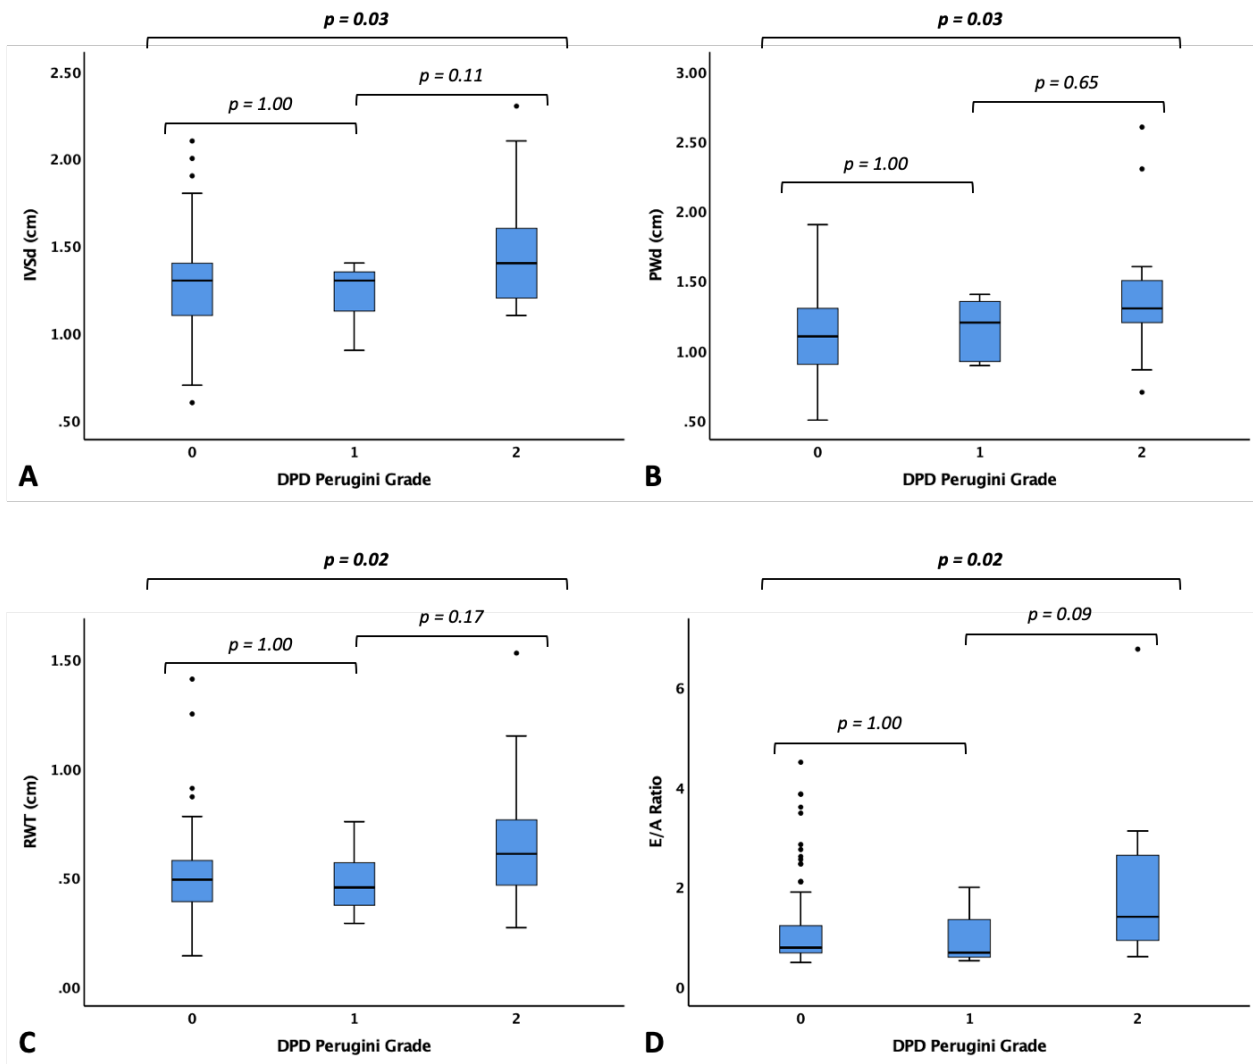 p = 0.03
p = 0.11
p = 1.00
2.50
2.00
1.50
1.00
.50
IVSd (cm)
0 1 2
DPD Perugini Grade
A
p = 0.03
p = 0.65
p = 1.00
3.00
2.50
2.00
1.50
1.00
.50
PWd (cm)
0 1 2
DPD Perugini Grade
B
p = 0.02
p = 0.17
p = 1.00
1.50
1.00
.50
.00
RWT (cm)
0 1 2
DPD Perugini Grade
C
p = 0.02
p = 0.09
p = 1.00
6
4
2
0
E/A Ratio
0 1 2
DPD Perugini Grade
D